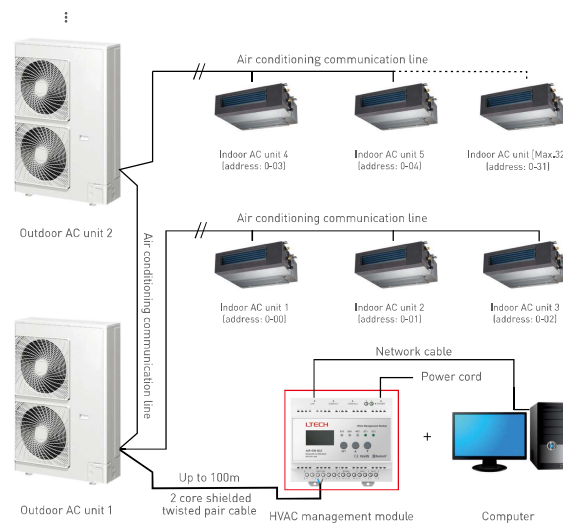 Air conditioning communication line
Indoor AC unit 4
(address: 0-03)
Indoor AC unit 5
(address: 0-04)
Indoor AC unit [Max.32
(address: 0-31)
Outdoor AC unit 2
Air conditioning communication line
Air conditioning communication line
Indoor AC unit 1
(address: 0-00)
Indoor AC unit 2
(address: 0-01)
Indoor AC unit 3
(address: 0-02)
Network cable
Power cord
LTECH
+
Up to 100m
2 core shielded
twisted pair cable
Outdoor AC unit 1
HVAC management module
Computer